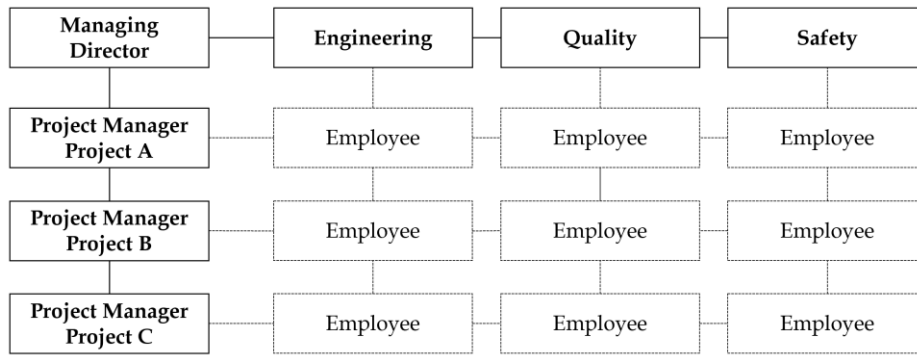 Managing
Director
Engineering
Quality
Safety
Project Manager
Project A
Employee
Employee
Employee
Project Manager
Project B
Employee
Employee
Employee
Project Manager
Project C
Employee
Employee
Employee